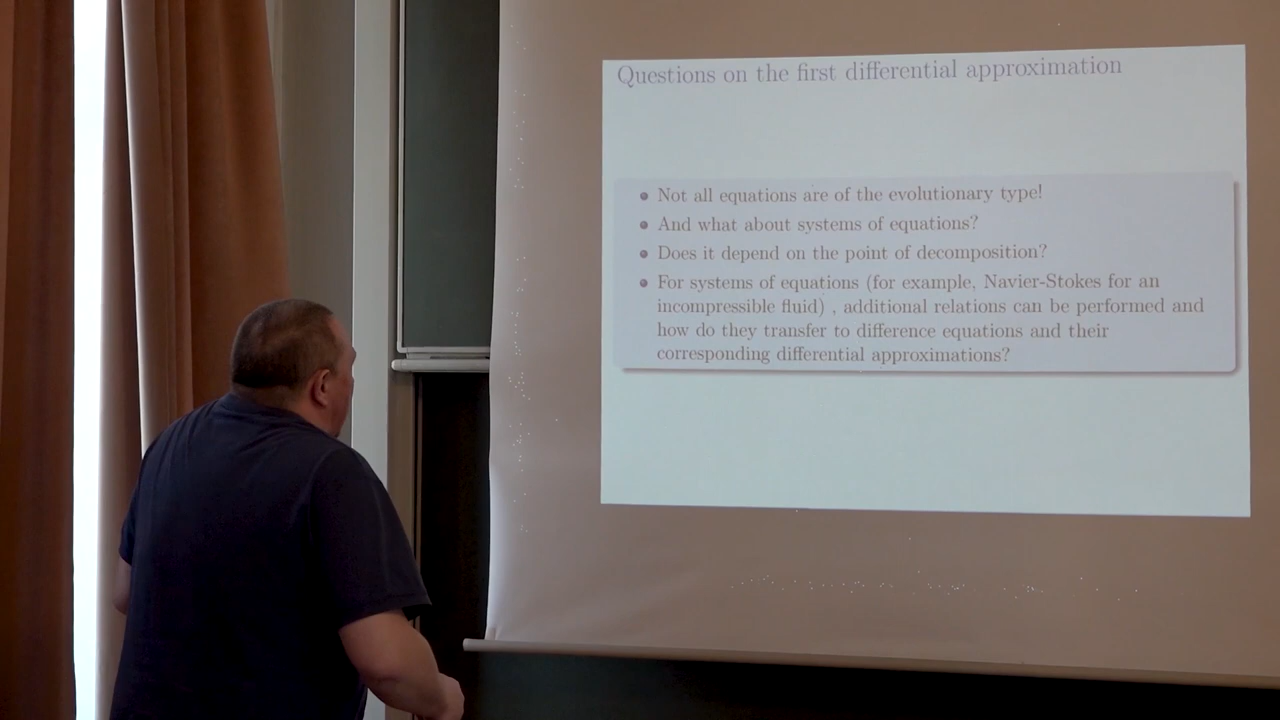 Questions on the first differential approximation
Not all equations are of the evolutionary type!
And what about systems of equations?
Does it depend on the point of decomposition?
For systems of equations (for example, Navier-Stokes for an
incompressible fluid) , additional relations can be performed and
how do they transfer to difference equations and their
corresponding differential approximations?